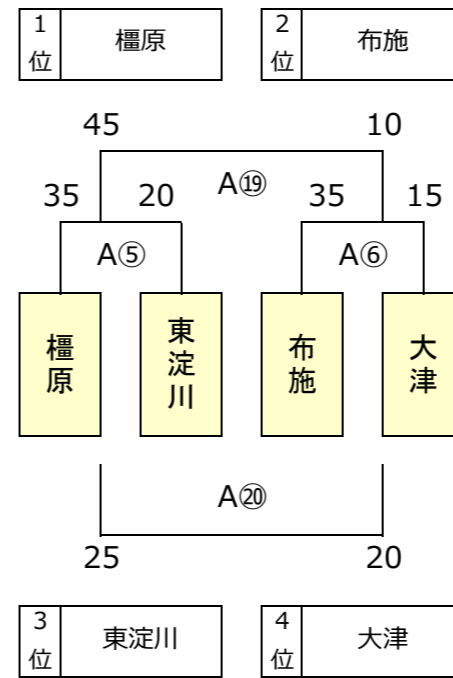 1位 橿原 2位 布施
45 10
A⑲
35 20 35 15
A⑤ A⑥
橿原 東淀川 布施 大津
A⑳
25 20
3位 東淀川 4位 大津